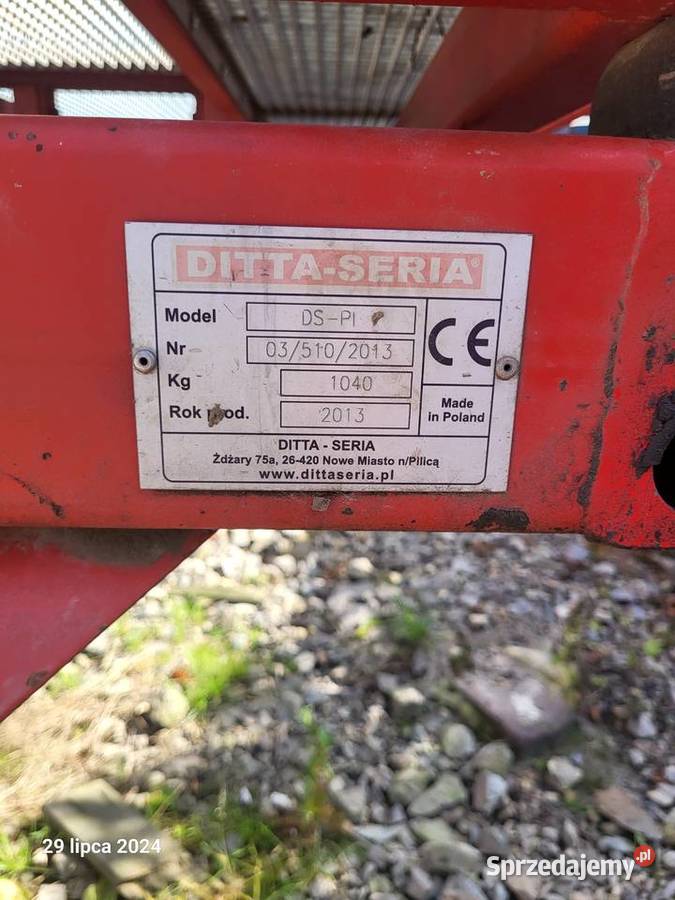 DITTA-SERIA®
Model DS-PI
Nr 03/510/2013
Kg 1040
Rok prod. 2013
CE
Made
in Poland
DITTA - SERIA
Żdżary 75a, 26-420 Nowe Miasto n/Pilicą
www.dittaseria.pl
29 lipca 2024
Sprzedajemy.pl